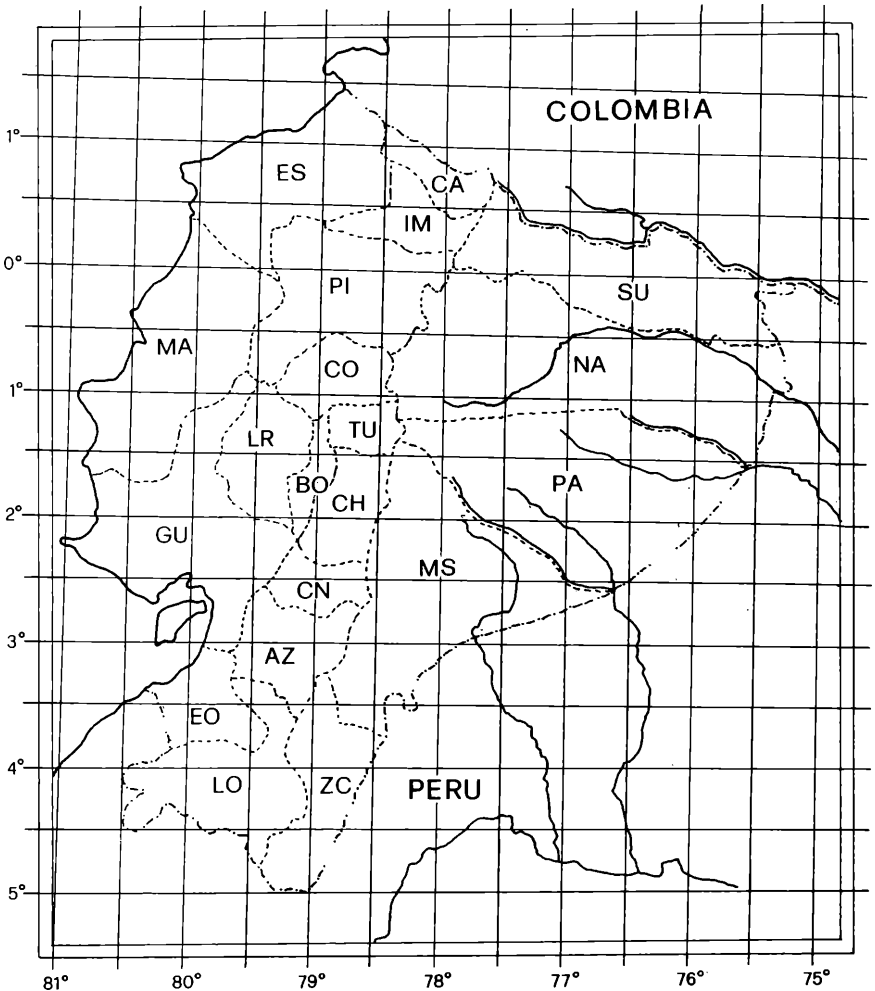 COLOMBIA
1°
ES
CA
IM
0°
PI
SU
MA
CO
NA
1°
LR
TU
BO
PA
CH
2°
GU
MS
CN
3°
AZ
EO
4°
LO
ZC
PERU
5°
81°
80°
79°
78°
77°
76°
75°